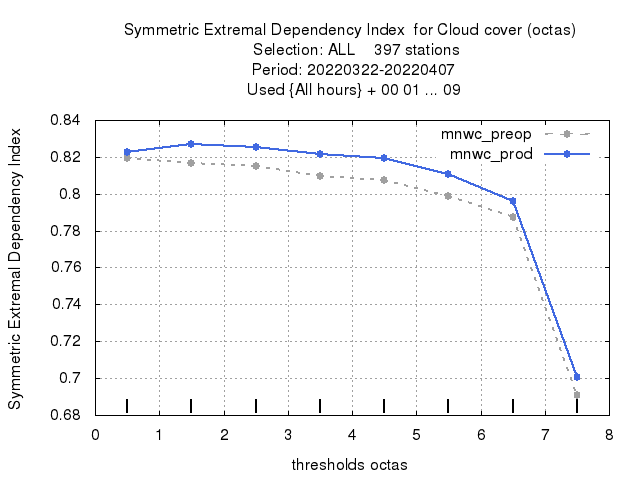 Symmetric Extremal Dependency Index  for Cloud cover (octas)
Selection: ALL    397 stations
Period: 20220322-20220407
Used {All hours} + 00 01 ... 09
Symmetric Extremal Dependency Index
0.84
0.82
0.8
0.78
0.76
0.74
0.72
0.7
0.68
mnwc_preop
mnwc_prod
0 1 2 3 4 5 6 7 8
thresholds octas